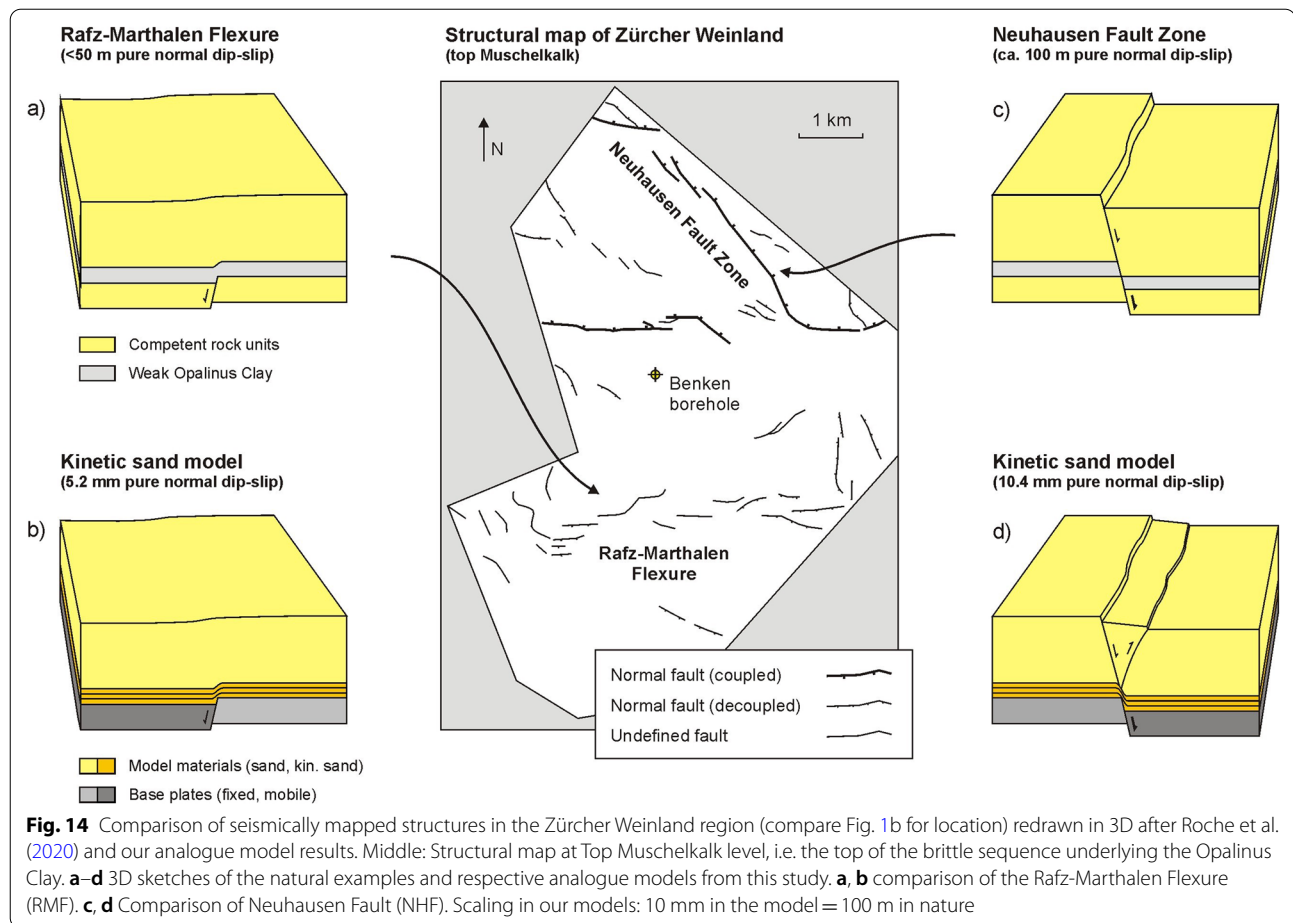 Rafz-Marthalen Flexure
(<50 m pure normal dip-slip)
a)
Competent rock units
Weak Opalinus Clay
Kinetic sand model
(5.2 mm pure normal dip-slip)
b)
Model materials (sand, kin. sand)
Base plates (fixed, mobile)
Structural map of Zürcher Weinland
(top Muschelkalk)
N
1 km
Neuhausen Fault Zone
Benken
borehole
Rafz-Marthalen
Flexure
Normal fault (coupled)
Normal fault (decoupled)
Undefined fault
Neuhausen Fault Zone
(ca. 100 m pure normal dip-slip)
c)
Kinetic sand model
(10.4 mm pure normal dip-slip)
d)
Fig. 14 Comparison of seismically mapped structures in the Zürcher Weinland region (compare Fig. 1b for location) redrawn in 3D after Roche et al.
(2020) and our analogue model results. Middle: Structural map at Top Muschelkalk level, i.e. the top of the brittle sequence underlying the Opalinus
Clay. a–d 3D sketches of the natural examples and respective analogue models from this study. a, b comparison of the Rafz-Marthalen Flexure
(RMF). c, d Comparison of Neuhausen Fault (NHF). Scaling in our models: 10 mm in the model = 100 m in nature